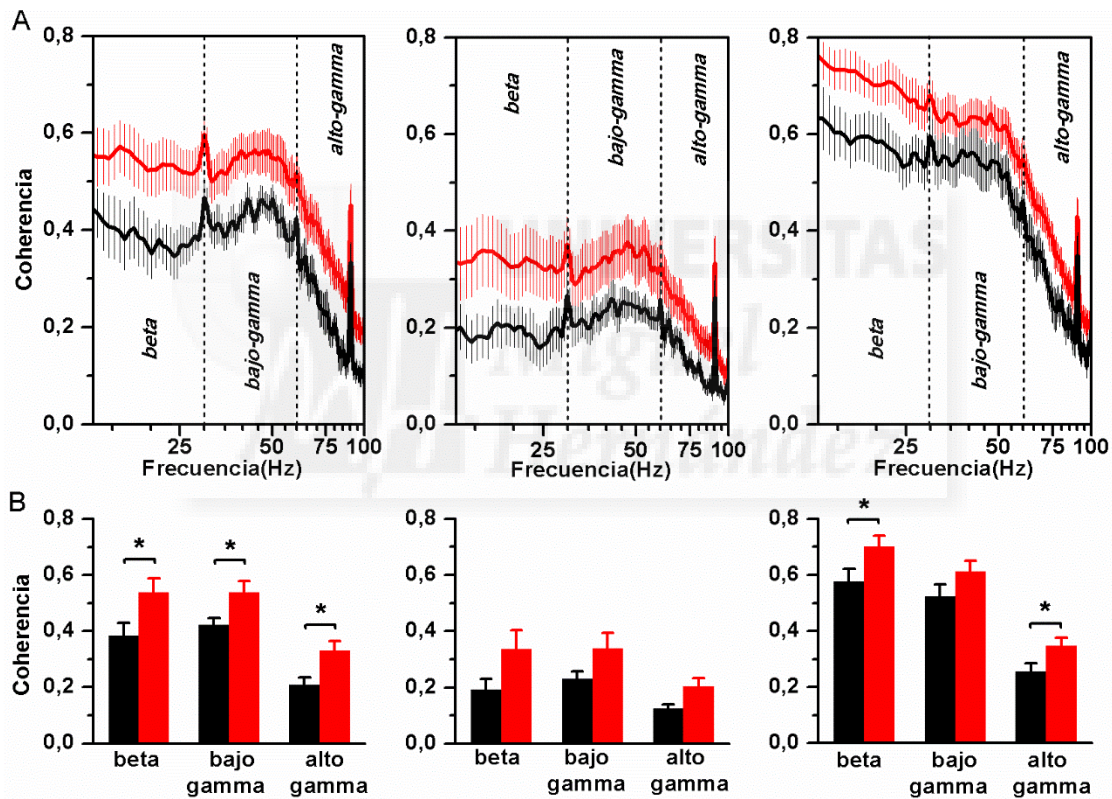 A
0,8
0,6
0,4
0,2
0,0
Coherencia
beta
bajo-gamma
alto-gamma
25 50 75 100
Frecuencia(Hz)
0,8
0,6
0,4
0,2
0,0
beta
bajo-gamma
alto-gamma
25 50 75 100
Frecuencia(Hz)
0,8
0,6
0,4
0,2
0,0
beta
bajo-gamma
alto-gamma
25 50 75 100
Frecuencia(Hz)
UNIVERSITAS
Miguel
Hernández
B
0,8
0,6
0,4
0,2
0,0
Coherencia
*
*
*
beta bajo alto
gamma gamma
0,8
0,6
0,4
0,2
0,0
beta bajo alto
gamma gamma
0,8
0,6
0,4
0,2
0,0
*
*
beta bajo alto
gamma gamma